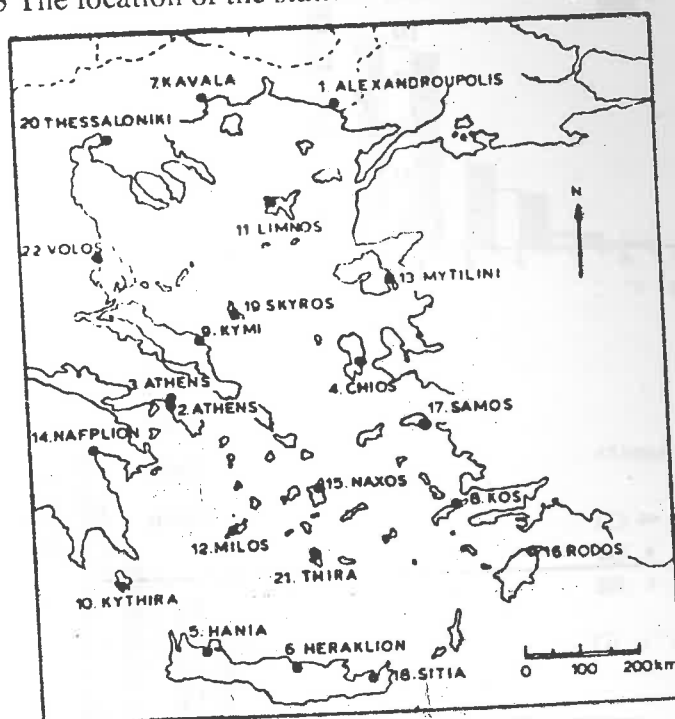 The location of the
7. KAVALA
1. ALEXANDROUPOLIS
20 THESSALONIKI
N
11 LIMNOS
22 VOLOS
13 MYTILINI
19 SKYROS
9. KYMI
4. CHIOS
3. ATHENS
2. ATHENS
17. SAMOS
14. NAFPLION
15. NAXOS
8. KOS
12. MILOS
21. THIRA
16 RODOS
10. KYTHIRA
5. HANIA
6 HERAKLION
18. SITIA
0 100 200 km